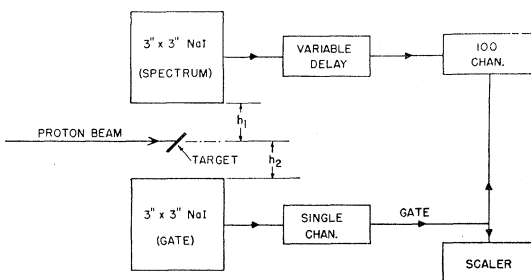 3" x 3" NaI
(SPECTRUM)
VARIABLE
DELAY
100
CHAN.
h1
PROTON BEAM
TARGET
h2
3" x 3" NaI
(GATE)
SINGLE
CHAN.
GATE
SCALER